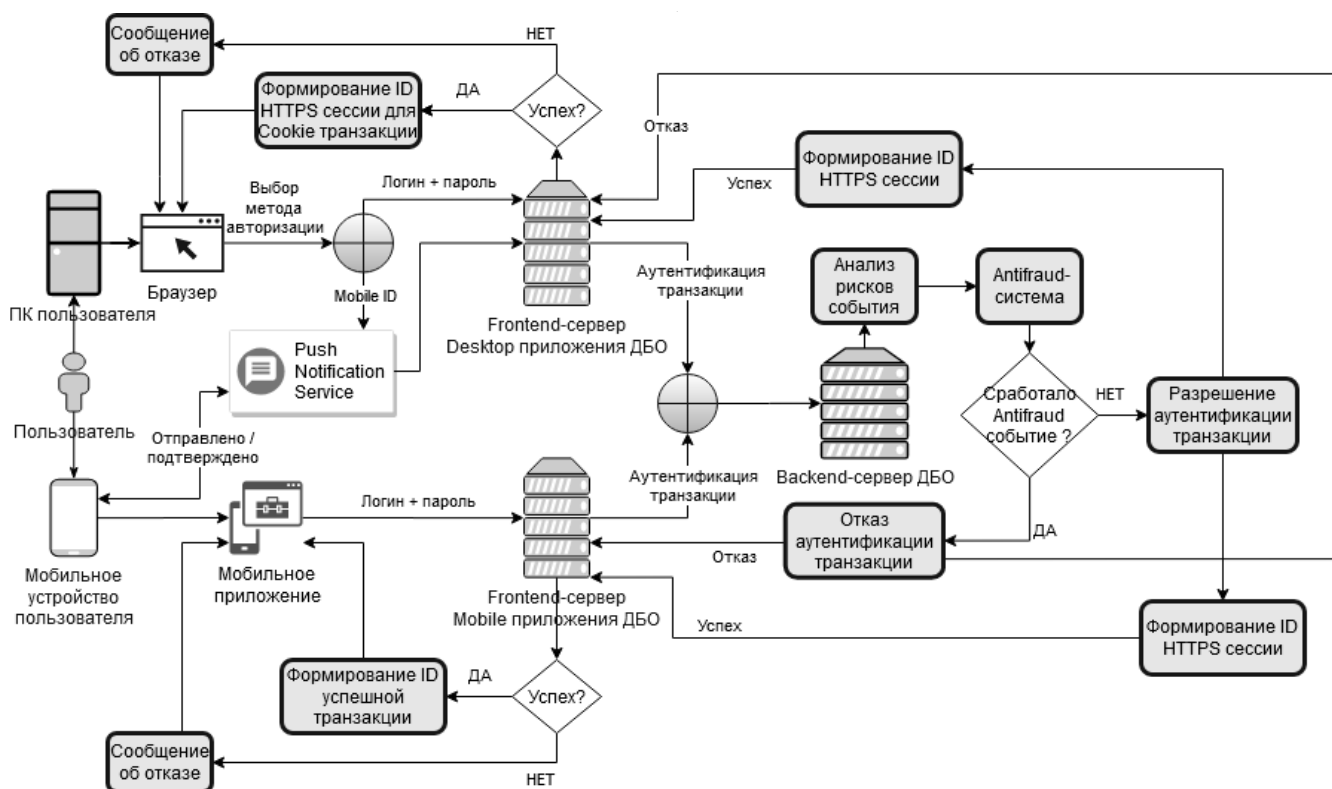 Сообщение
об отказе
НЕТ
Формирование ID
HTTPS сессии для
Cookie транзакции
ДА
Успех?
Отказ
Формирование ID
HTTPS сессии
Успех
Выбор
метода
авторизации
Логин + пароль
Браузер
ПК пользователя
Mobile ID
Аутентификация
транзакции
Анализ
рисков
события
Antifraud-
система
Frontend-сервер
Desktop приложения ДБО
Push
Notification
Service
Пользователь
Отправлено /
подтверждено
Сработало
Antifraud
событие ?
НЕТ
Разрешение
аутентификации
транзакции
Backend-сервер ДБО
Аутентификация
транзакции
Логин + пароль
ДА
Отказ
аутентификации
транзакции
Отказ
Мобильное
устройство
пользователя
Мобильное
приложение
Frontend-сервер
Mobile приложения ДБО
Успех
Формирование ID
HTTPS сессии
Формирование ID
успешной
транзакции
ДА
Успех?
Сообщение
об отказе
НЕТ